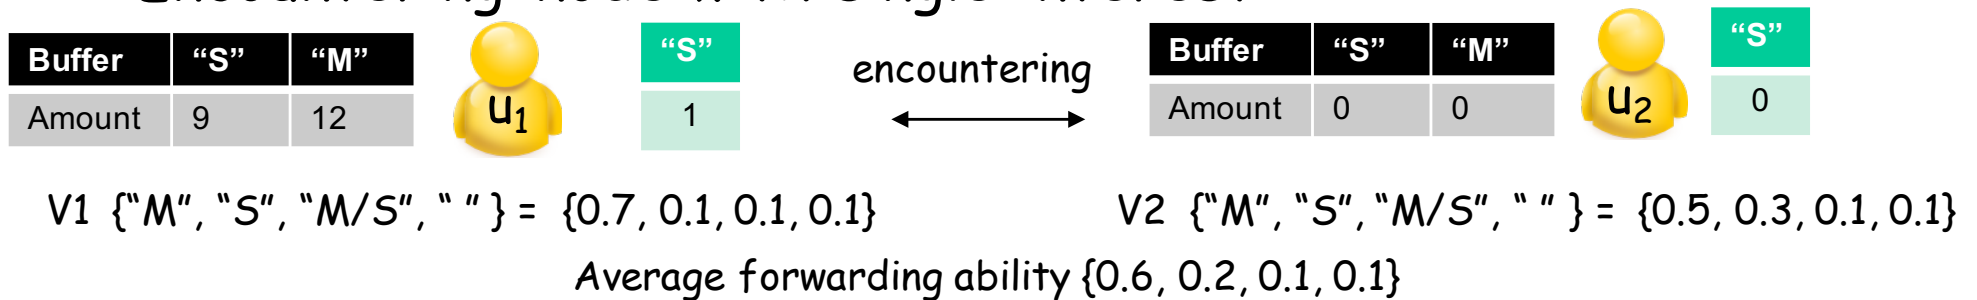 Buffer "S" "M"
Amount 9 12
u1
"S"
1
encountering
Buffer "S" "M"
Amount 0 0
u2
"S"
0
V1 {"M", "S", "M/S", " " } = {0.7, 0.1, 0.1, 0.1}
V2 {"M", "S", "M/S", " " } = {0.5, 0.3, 0.1, 0.1}
Average forwarding ability {0.6, 0.2, 0.1, 0.1}